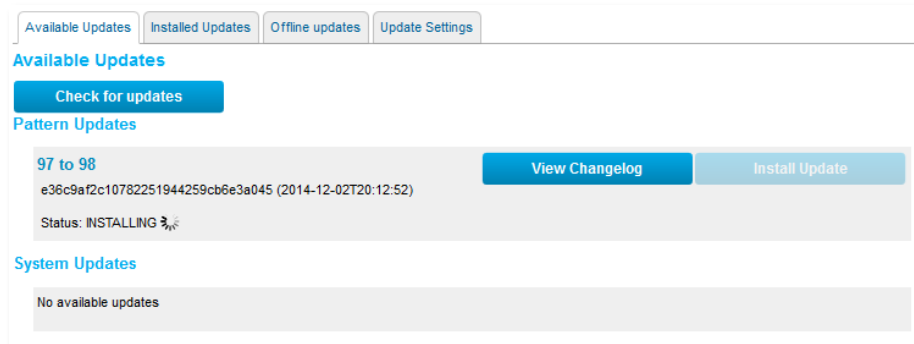 Available Updates Installed Updates Offline updates Update Settings
Available Updates
Check for updates
Pattern Updates
97 to 98 View Changelog Install Update
e36c9af2c10782251944259cb6e3a045 (2014-12-02T20:12:52)
Status: INSTALLING
System Updates
No available updates